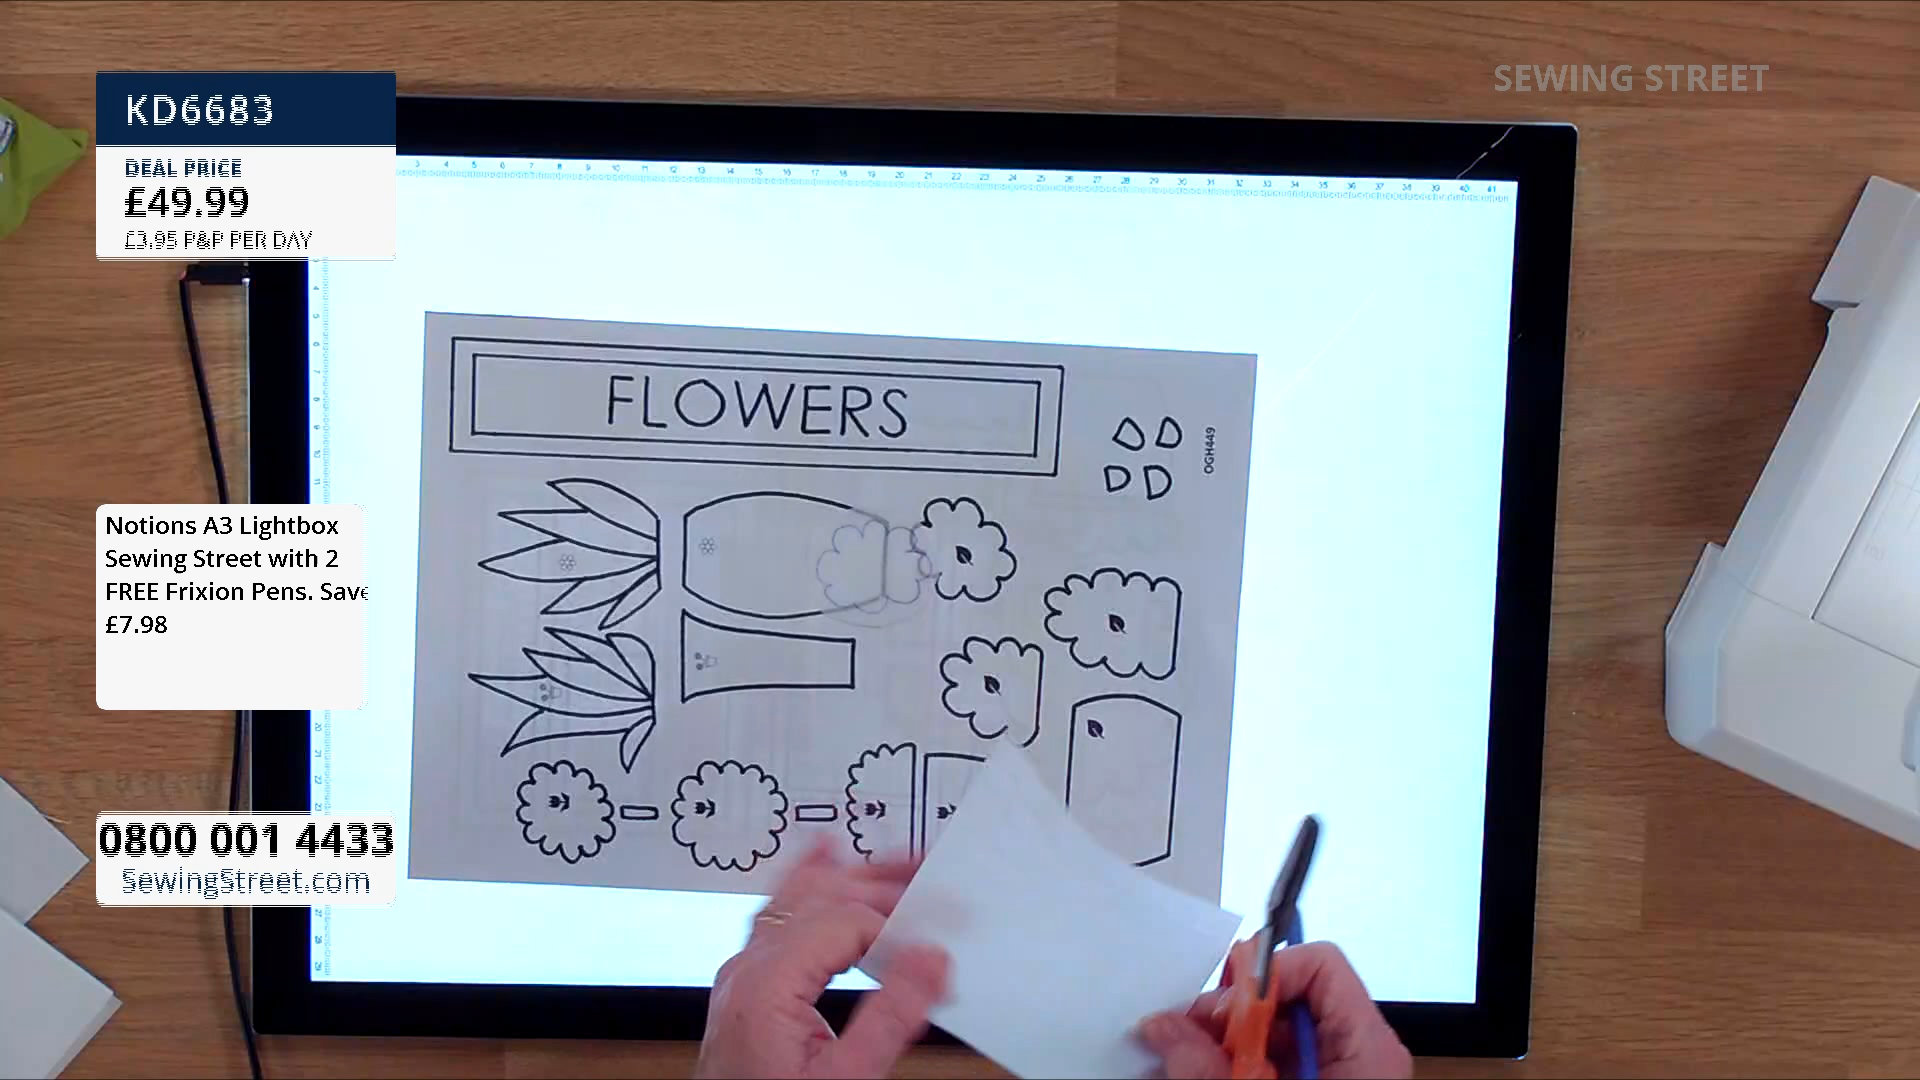 SEWING STREET
KD6683
DEAL PRICE
£49.99
£3.95 P&P PER DAY
FLOWERS
OGH449
Notions A3 Lightbox
Sewing Street with 2
FREE Frixion Pens. Save
£7.98
0800 001 4433
SewingStreet.com